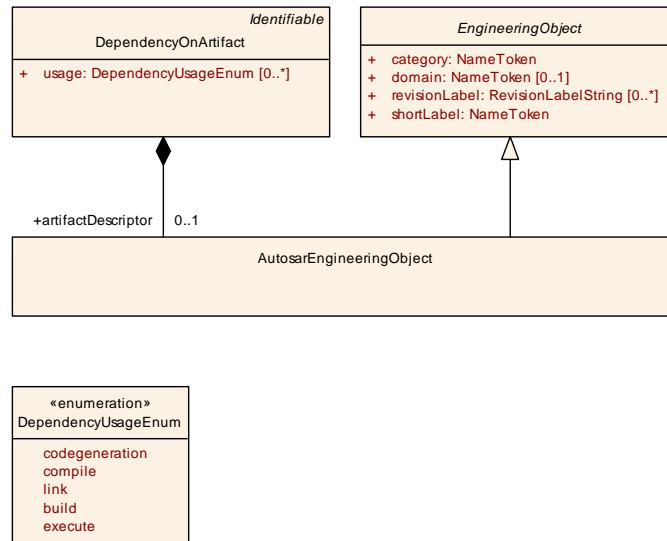 Identifiable
DependencyOnArtifact
+ usage: DependencyUsageEnum [0..*]
EngineeringObject
+ category: NameToken
+ domain: NameToken [0..1]
+ revisionLabel: RevisionLabelString [0..*]
+ shortLabel: NameToken
+artifactDescriptor 0..1
AutosarEngineeringObject
«enumeration»
DependencyUsageEnum
codegeneration
compile
link
build
execute